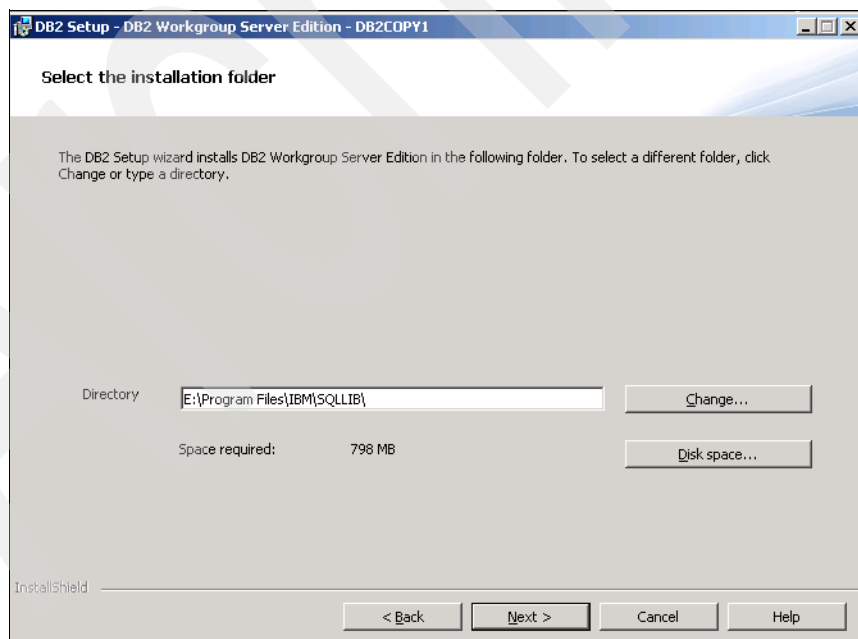 DB2 Setup - DB2 Workgroup Server Edition - DB2COPY1
Select the installation folder
The DB2 Setup wizard installs DB2 Workgroup Server Edition in the following folder. To select a different folder, click
Change or type a directory.
Directory
E:\Program Files\IBM\SQLLIB\
Change...
Space required:
798 MB
Disk space...
InstallShield
< Back
Next >
Cancel
Help